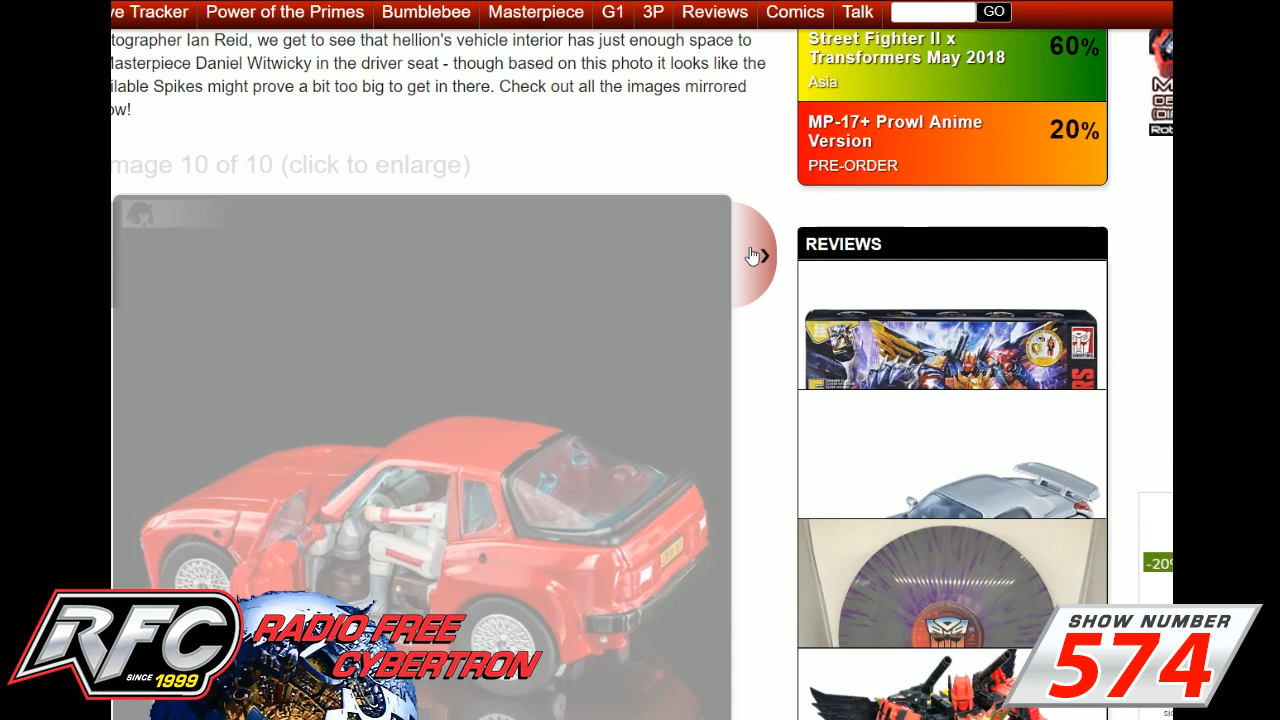 ve Tracker Power of the Primes Bumblebee Masterpiece G1 3P Reviews Comics Talk GO
tographer Ian Reid, we get to see that hellion's vehicle interior has just enough space to
Masterpiece Daniel Witwicky in the driver seat - though based on this photo it looks like the
ilable Spikes might prove a bit too big to get in there. Check out all the images mirrored
ow!
mage 10 of 10 (click to enlarge)
Street Fighter II x
Transformers May 2018
60%
Asia
MP-17+ Prowl Anime
Version
20%
PRE-ORDER
REVIEWS
-20%
RFC
SINCE 1999
RADIO FREE
CYBERTRON
SHOW NUMBER
574